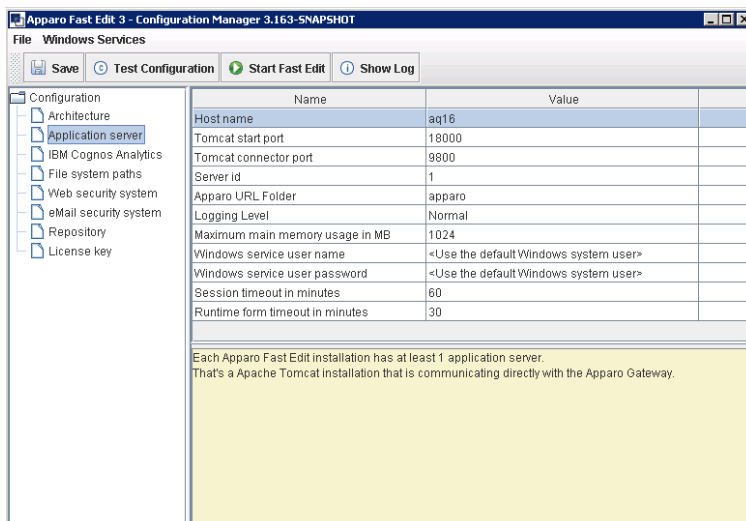 Apparo Fast Edit 3 - Configuration Manager 3.163-SNAPSHOT
File Windows Services
Save Test Configuration Start Fast Edit Show Log
Configuration
Architecture
Application server
IBM Cognos Analytics
File system paths
Web security system
eMail security system
Repository
License key
Name Value
Host name aq16
Tomcat start port 18000
Tomcat connector port 9800
Server id 1
Apparo URL Folder apparo
Logging Level Normal
Maximum main memory usage in MB 1024
Windows service user name <Use the default Windows system user>
Windows service user password <Use the default Windows system user>
Session timeout in minutes 60
Runtime form timeout in minutes 30
Each Apparo Fast Edit installation has at least 1 application server.
That's a Apache Tomcat installation that is communicating directly with the Apparo Gateway.